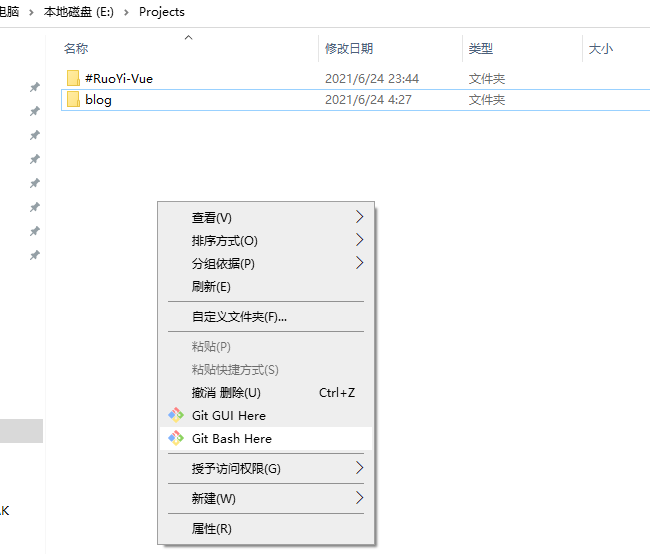 电脑 本地磁盘 (E:) Projects
名称 修改日期 类型 大小
#RuoYi-Vue 2021/6/24 23:44 文件夹
blog 2021/6/24 4:27 文件夹
查看(V)
排序方式(O)
分组依据(P)
刷新(E)
自定义文件夹(F)...
粘贴(P)
粘贴快捷方式(S)
撤消 删除(U) Ctrl+Z
Git GUI Here
Git Bash Here
授予访问权限(G)
新建(W)
属性(R)
AK